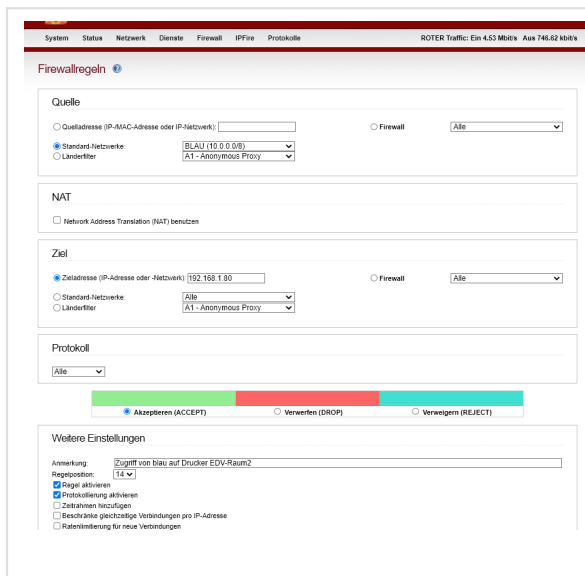 System Status Netzwerk Dienste Firewall IPFire Protokolle ROTER Traffic: Ein 4.53 Mbit/s Aus 746.62 kbit/s
Firewallregeln
Quelle
Quelladresse (IP-/MAC-Adresse oder IP-Netzwerk): Firewall Alle
Standard-Netzwerke: BLAU (10.0.0.0/8)
Länderfilter A1 - Anonymous Proxy
NAT
Network Address Translation (NAT) benutzen
Ziel
Zieladresse (IP-Adresse oder -Netzwerk): 192.168.1.80 Firewall Alle
Standard-Netzwerke: Alle
Länderfilter A1 - Anonymous Proxy
Protokoll
Alle
Akzeptieren (ACCEPT) Verwerfen (DROP) Verweigern (REJECT)
Weitere Einstellungen
Anmerkung: Zugriff von blau auf Drucker EDV-Raum2
Regelposition: 14
Regel aktivieren
Protokollierung aktivieren
Zeitrahmen hinzufügen
Beschränke gleichzeitige Verbindungen pro IP-Adresse
Ratenlimitierung für neue Verbindungen